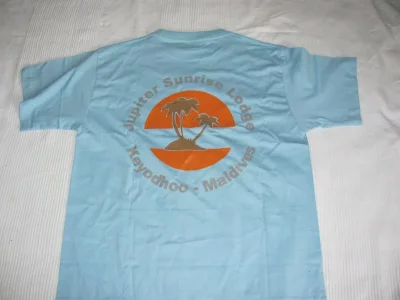 Jupiter Sunrise Lodge
Keyodhoo - Maldives